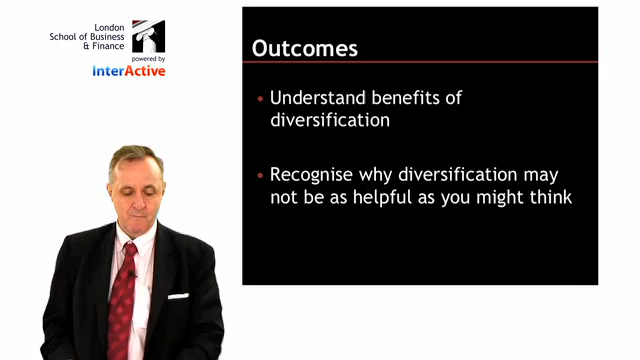 London
School of Business
& Finance
powered by
InterActive
Outcomes
• Understand benefits of
diversification
• Recognise why diversification may
not be as helpful as you might think